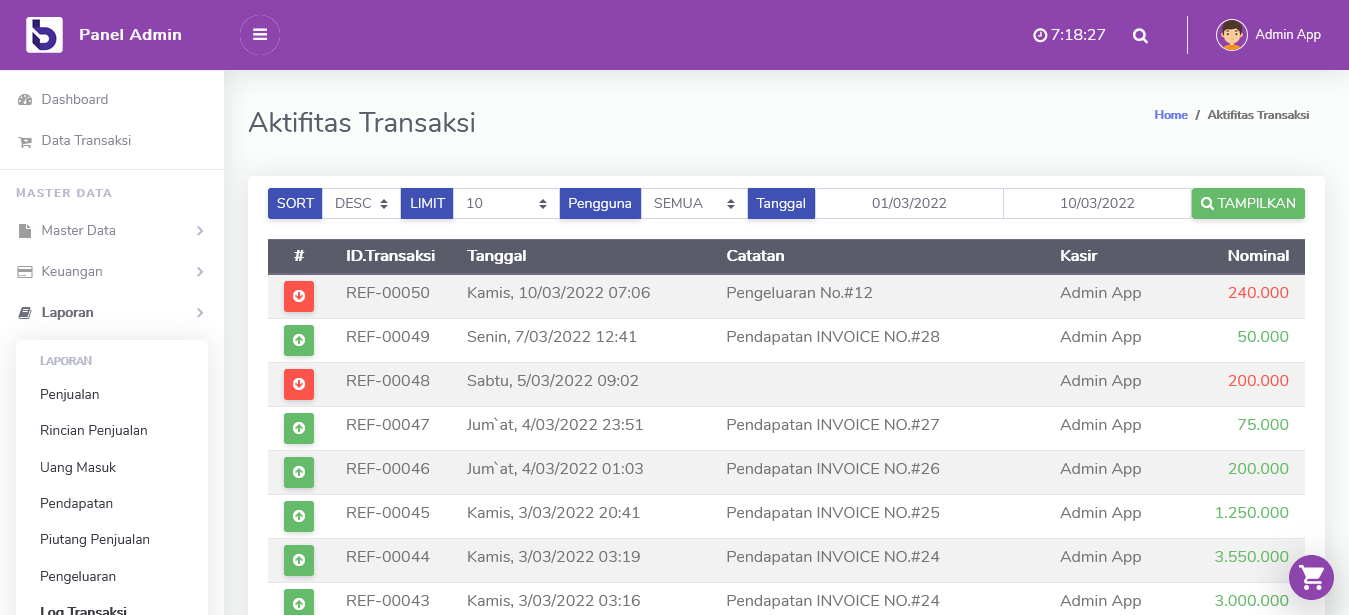 Panel Admin
7:18:27
Admin App
Dashboard
Data Transaksi
MASTER DATA
Master Data
Keuangan
Laporan
LAPORAN
Penjualan
Rincian Penjualan
Uang Masuk
Pendapatan
Piutang Penjualan
Pengeluaran
Log Transaksi
Aktifitas Transaksi
Home / Aktifitas Transaksi
SORT DESC LIMIT 10 Pengguna SEMUA Tanggal 01/03/2022 10/03/2022 TAMPILKAN
# ID.Transaksi Tanggal Catatan Kasir Nominal
REF-00050 Kamis, 10/03/2022 07:06 Pengeluaran No.#12 Admin App 240.000
REF-00049 Senin, 7/03/2022 12:41 Pendapatan INVOICE NO.#28 Admin App 50.000
REF-00048 Sabtu, 5/03/2022 09:02 Admin App 200.000
REF-00047 Jum`at, 4/03/2022 23:51 Pendapatan INVOICE NO.#27 Admin App 75.000
REF-00046 Jum`at, 4/03/2022 01:03 Pendapatan INVOICE NO.#26 Admin App 200.000
REF-00045 Kamis, 3/03/2022 20:41 Pendapatan INVOICE NO.#25 Admin App 1.250.000
REF-00044 Kamis, 3/03/2022 03:19 Pendapatan INVOICE NO.#24 Admin App 3.550.000
REF-00043 Kamis, 3/03/2022 03:16 Pendapatan INVOICE NO.#24 Admin App 3.000.000